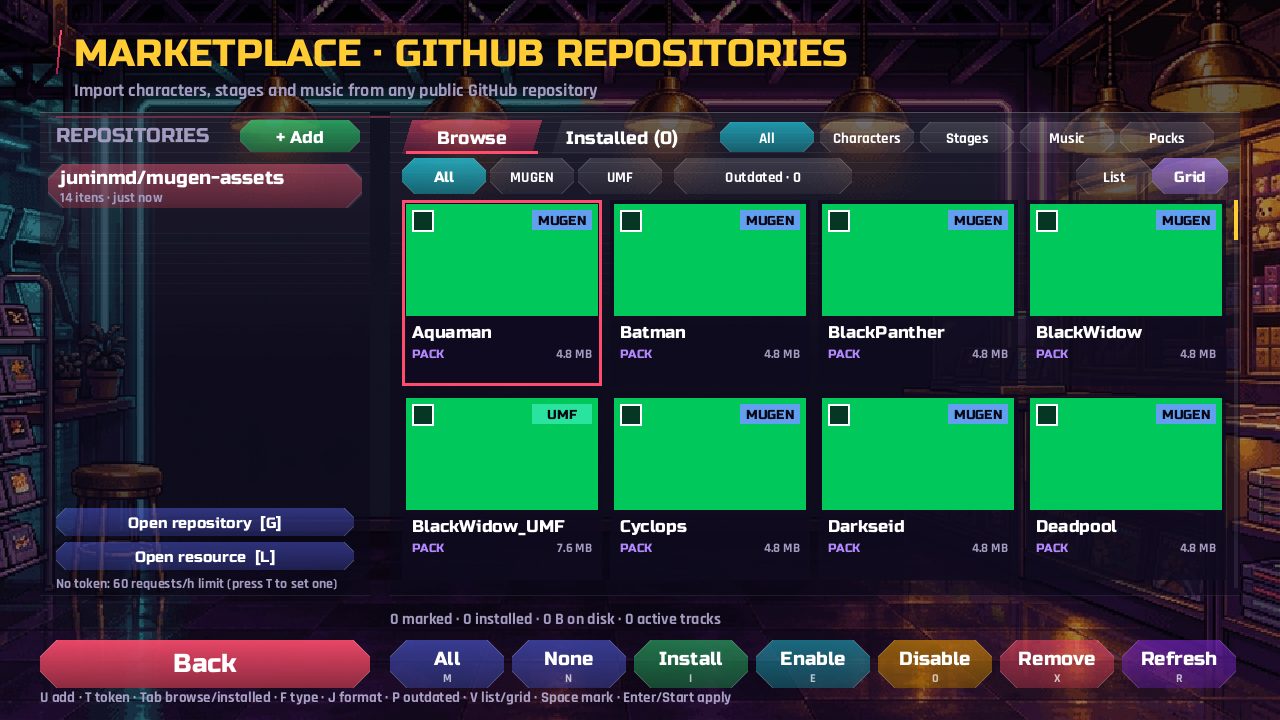 MARKETPLACE · GITHUB REPOSITORIES
Import characters, stages and music from any public GitHub repository
REPOSITORIES
+ Add
juninmd/mugen-assets
14 itens · just now
Open repository [G]
Open resource [L]
No token: 60 requests/h limit (press T to set one)
Browse
Installed (0)
All
Characters
Stages
Music
Packs
All
MUGEN
UMF
Outdated · 0
List
Grid
MUGEN
MUGEN
MUGEN
MUGEN
Aquaman
Batman
BlackPanther
BlackWidow
PACK 4.8 MB
PACK 4.8 MB
PACK 4.8 MB
PACK 4.8 MB
UMF
MUGEN
MUGEN
MUGEN
BlackWidow_UMF
Cyclops
Darkseid
Deadpool
PACK 7.6 MB
PACK 4.8 MB
PACK 4.8 MB
PACK 4.8 MB
0 marked · 0 installed · 0 B on disk · 0 active tracks
Back
All
M
None
N
Install
I
Enable
E
Disable
O
Remove
X
Refresh
R
U add · T token · Tab browse/installed · F type · J format · P outdated · V list/grid · Space mark · Enter/Start apply